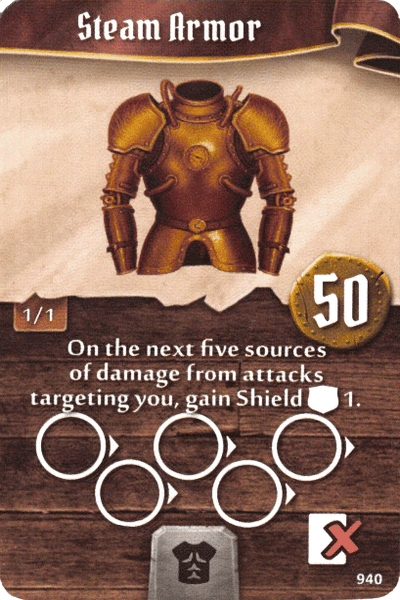 Steam Armor
50
1/1
On the next five sources
of damage from attacks
targeting you, gain Shield 1.
940